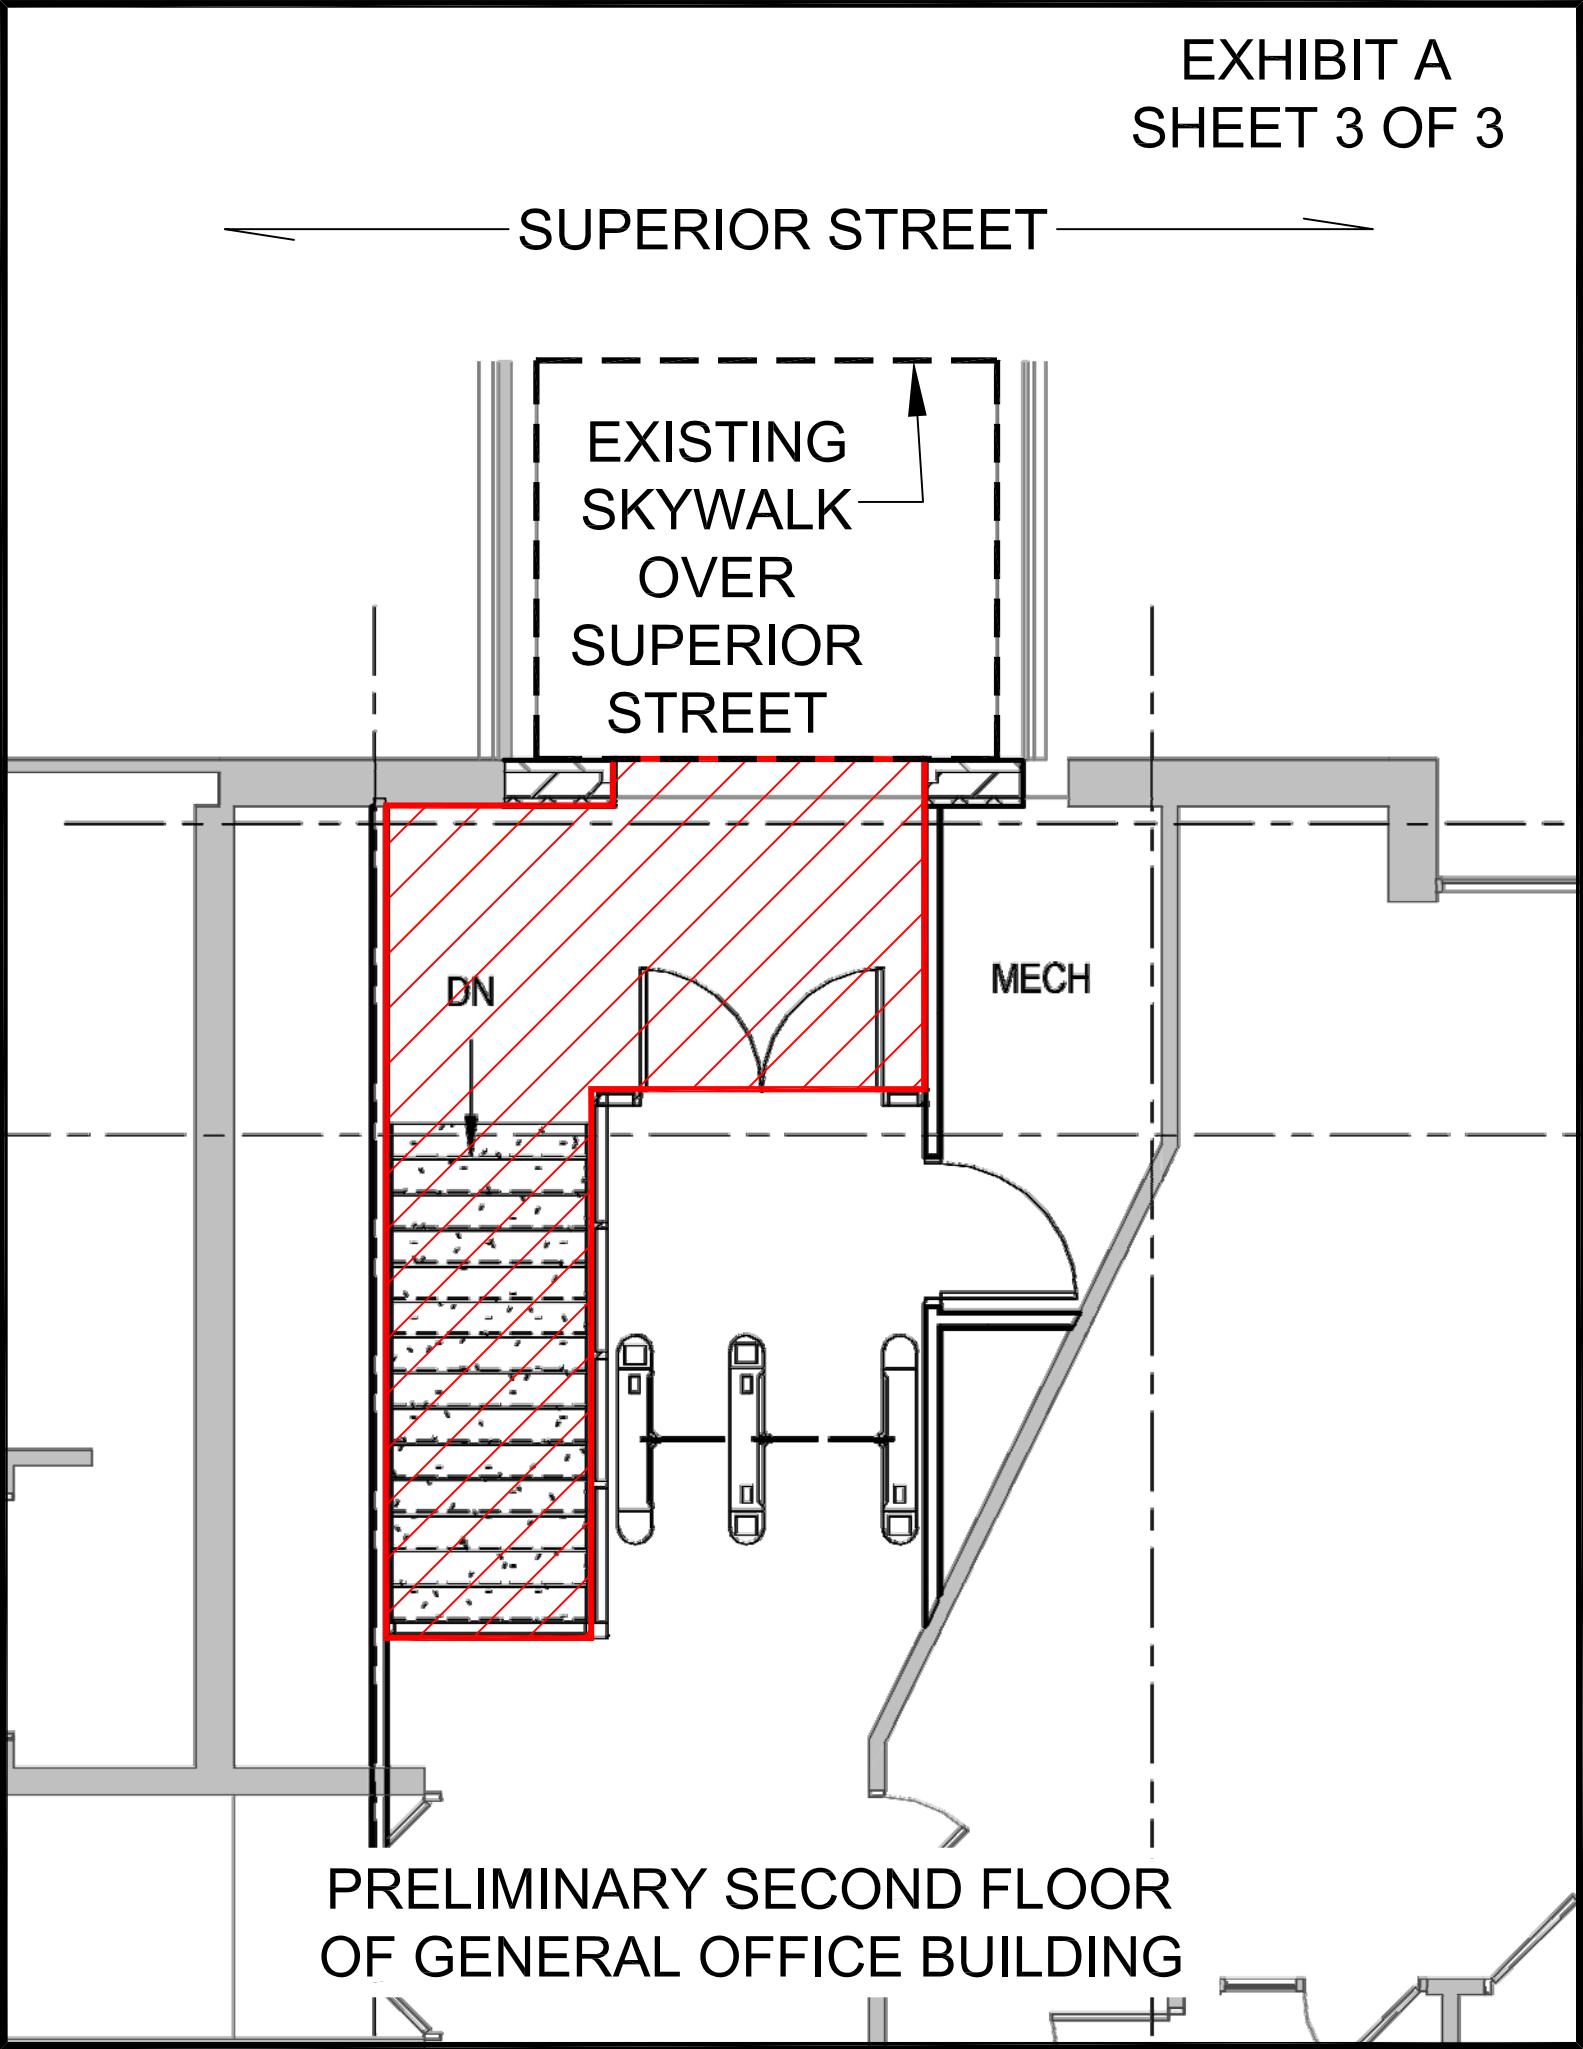 EXHIBIT A
SHEET 3 OF 3
SUPERIOR STREET
EXISTING
SKYWALK
OVER
SUPERIOR
STREET
DN
MECH
PRELIMINARY SECOND FLOOR
OF GENERAL OFFICE BUILDING